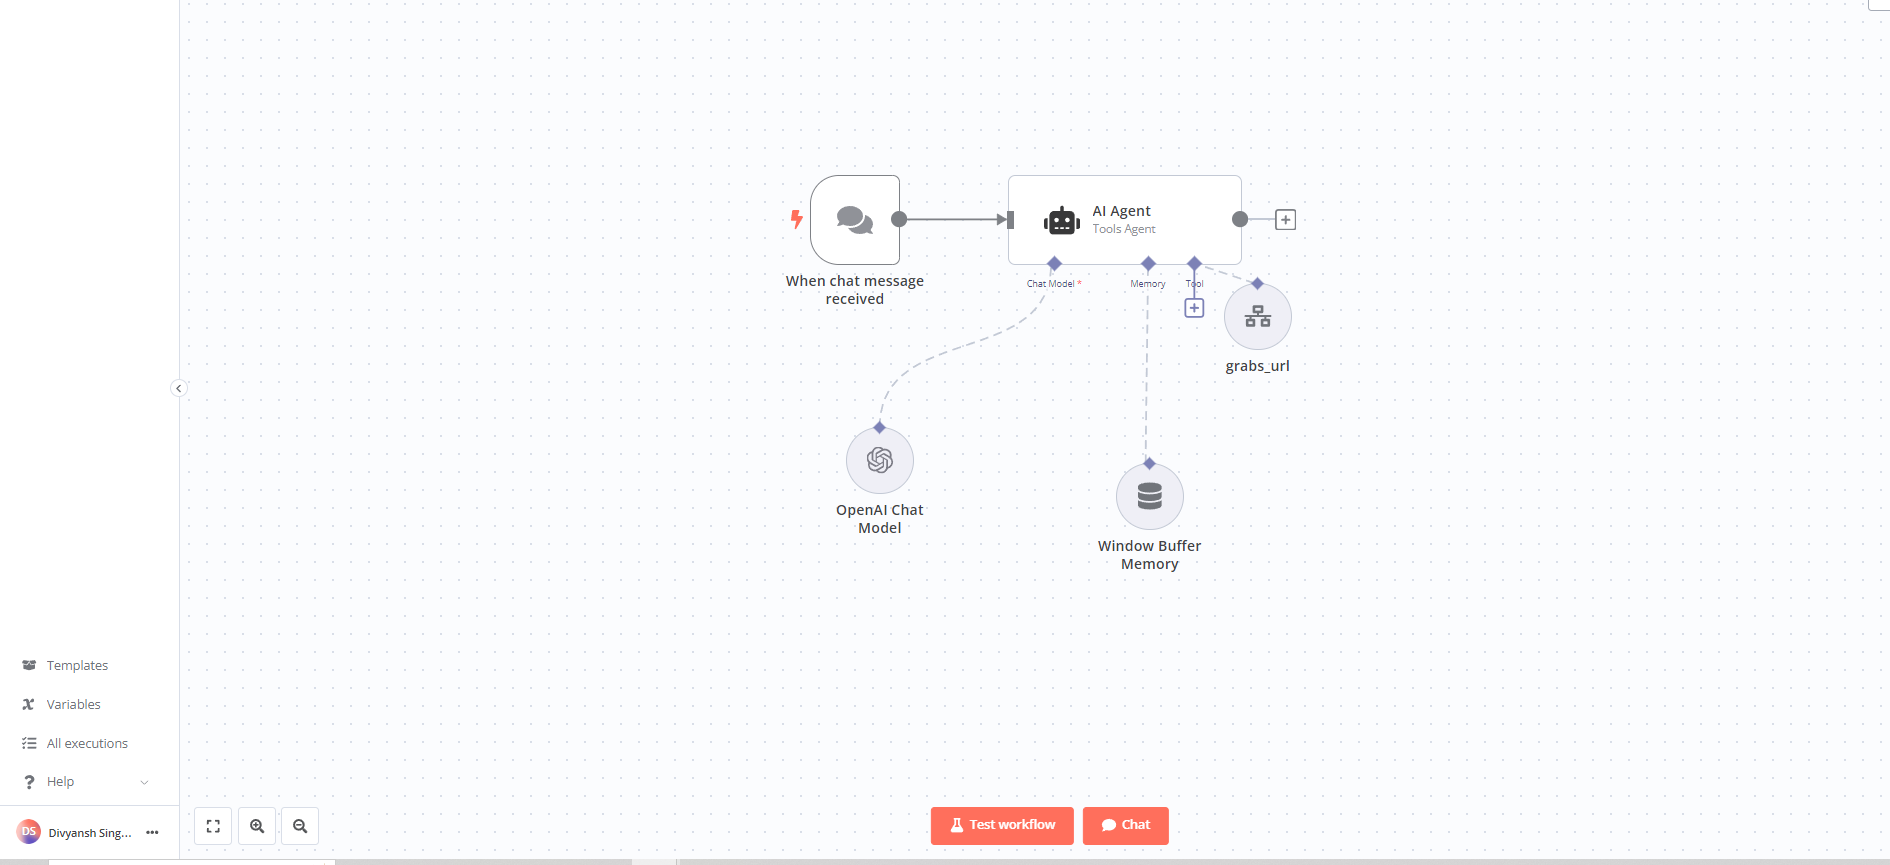 AI Agent
Tools Agent
When chat message
received
Chat Model *
Memory
Tool
grabs_url
OpenAI Chat
Model
Window Buffer
Memory
Templates
Variables
All executions
Help
DS
Divyansh Sing...
Test workflow
Chat